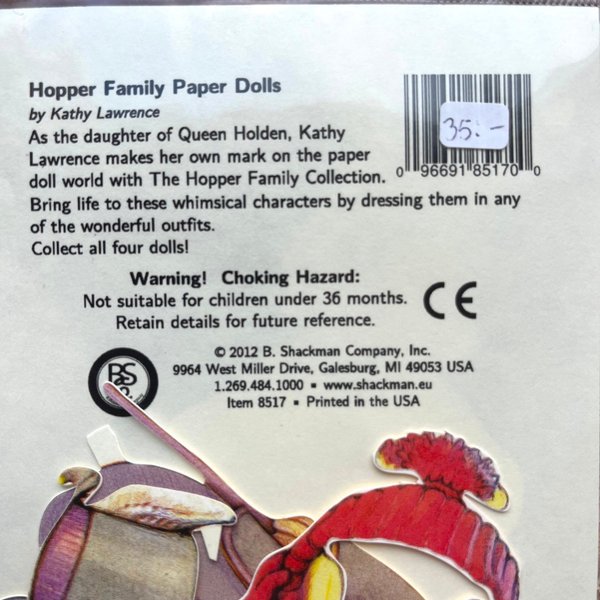 Hopper Family Paper Dolls
by Kathy Lawrence
As the daughter of Queen Holden, Kathy
Lawrence makes her own mark on the paper
doll world with The Hopper Family Collection.
Bring life to these whimsical characters by dressing them in any
of the wonderful outfits.
Collect all four dolls!
35:-
0 96691 85170 0
Warning! Choking Hazard:
Not suitable for children under 36 months.
Retain details for future reference.
CE
© 2012 B. Shackman Company, Inc.
9964 West Miller Drive, Galesburg, MI 49053 USA
1.269.484.1000 ▪ www.shackman.eu
Item 8517 ▪ Printed in the USA